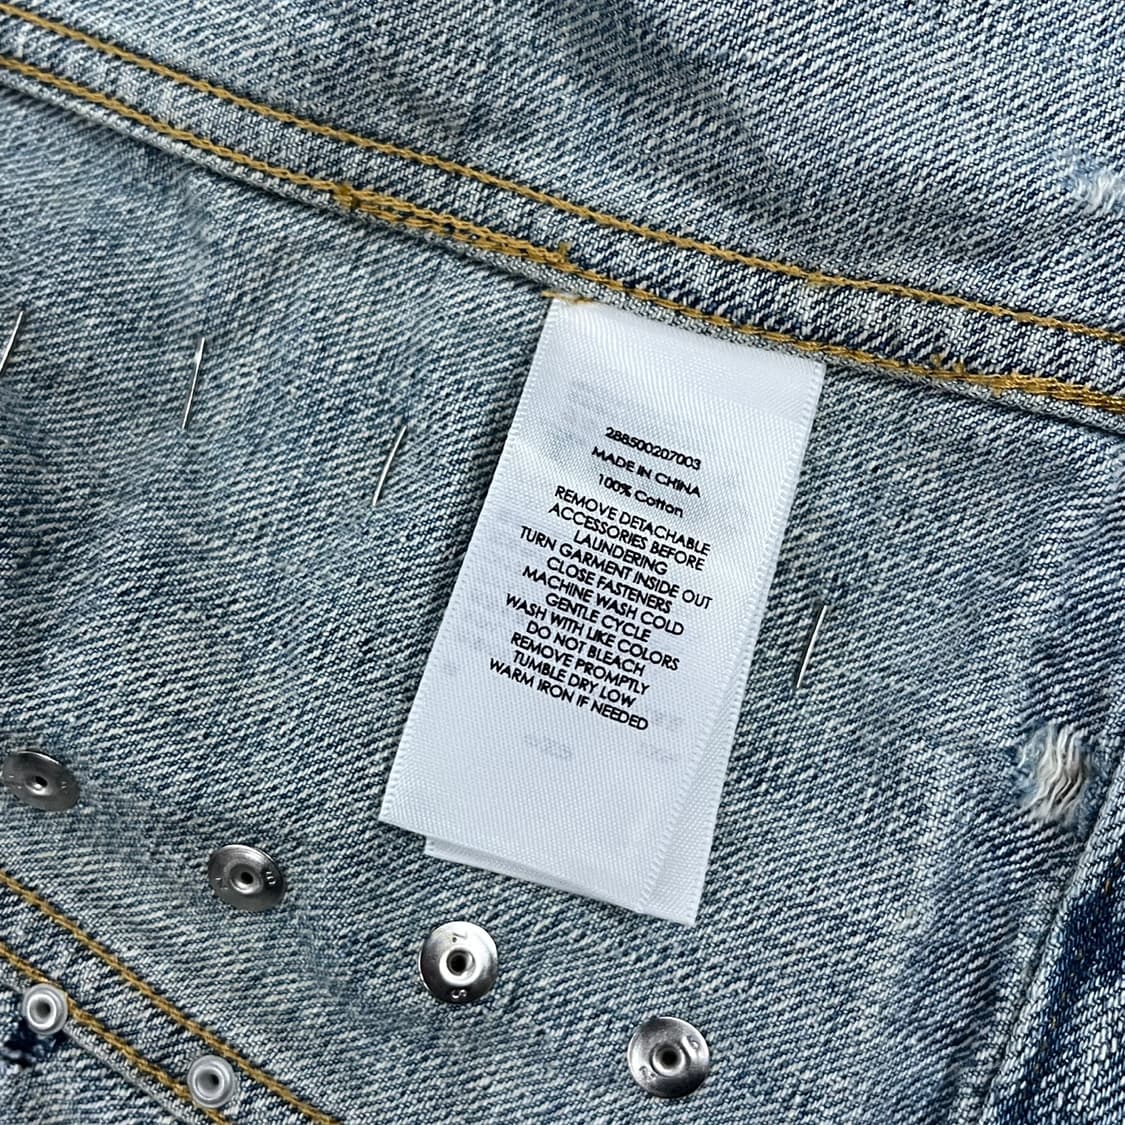 288500207003
MADE IN CHINA
100% Cotton
REMOVE DETACHABLE
ACCESSORIES BEFORE
LAUNDERING
TURN GARMENT INSIDE OUT
CLOSE FASTENERS
MACHINE WASH COLD
GENTLE CYCLE
WASH WITH LIKE COLORS
DO NOT BLEACH
REMOVE PROMPTLY
TUMBLE DRY LOW
WARM IRON IF NEEDED